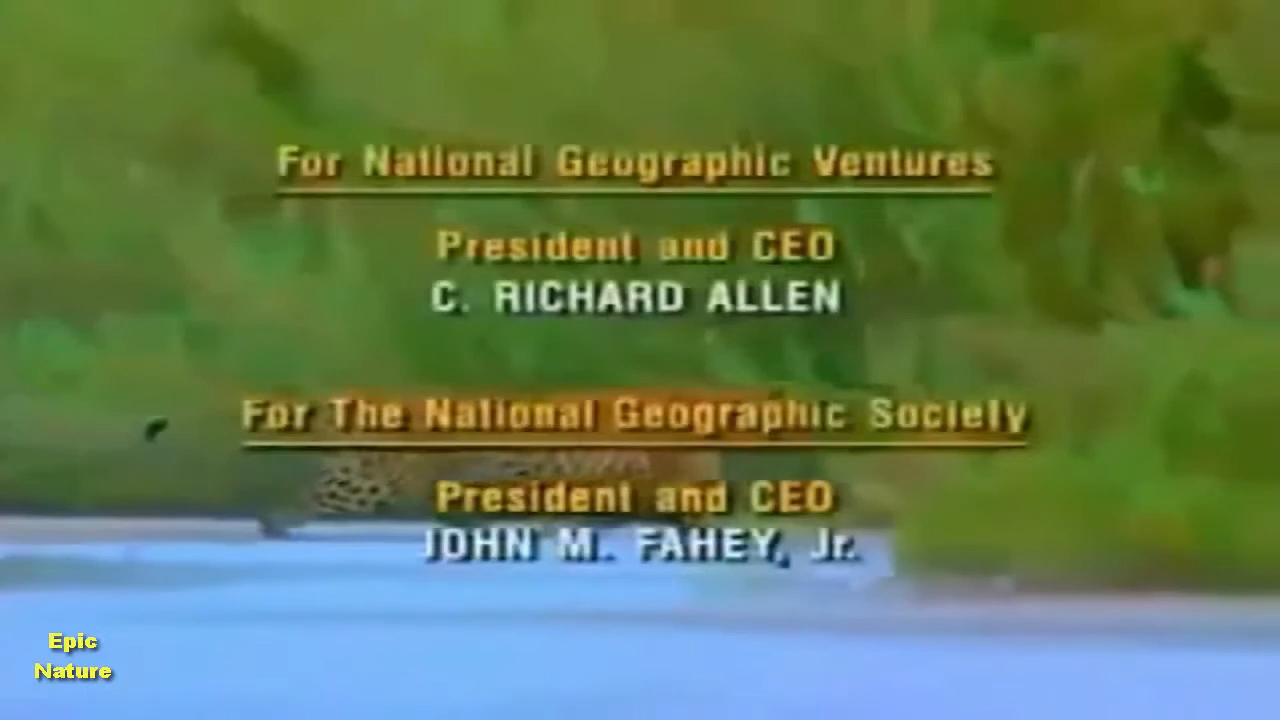 For National Geographic Ventures
President and CEO
C. RICHARD ALLEN
For The National Geographic Society
President and CEO
JOHN M. FAHEY, Jr.
Epic
Nature